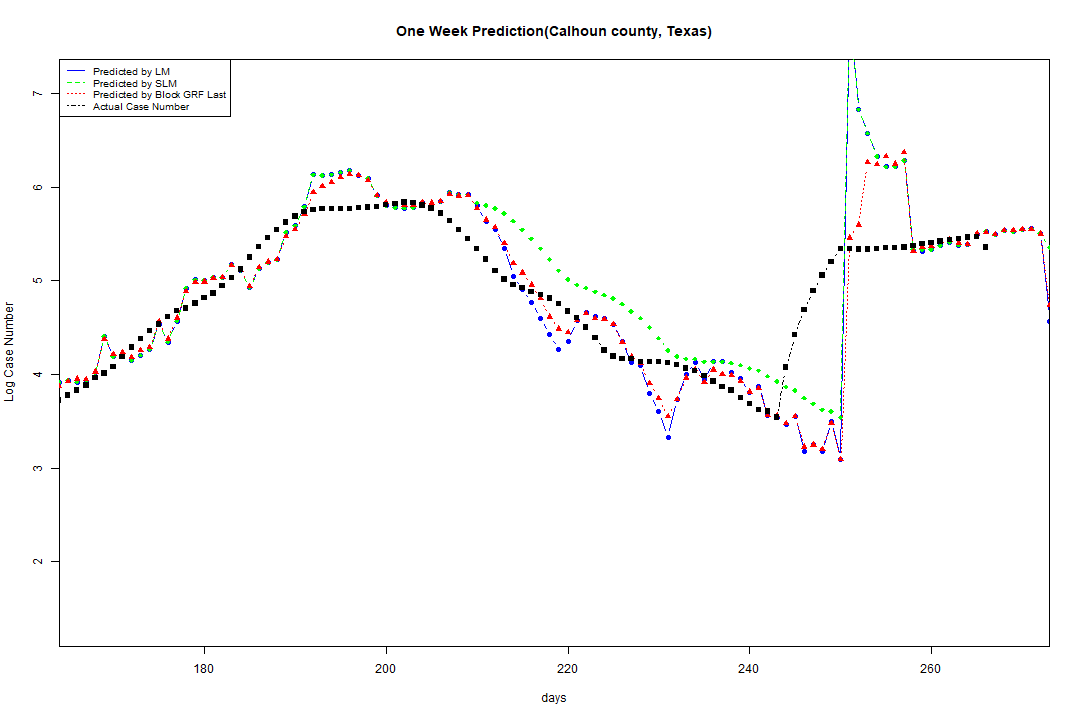 One Week Prediction(Calhoun county, Texas)
Predicted by LM
Predicted by SLM
Predicted by Block GRF Last
Actual Case Number
Log Case Number
7
6
5
4
3
2
180
200
220
240
260
days